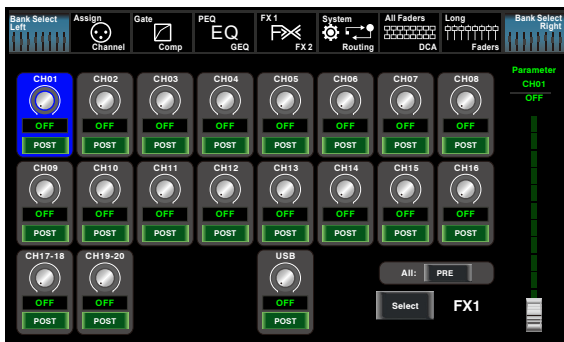 Bank Select
Left
Assign
Channel
Gate
Comp
PEQ
EQ
GEQ
FX 1
FX 2
System
Routing
All Faders
DCA
Long
Faders
Bank Select
Right
CH01 CH02 CH03 CH04 CH05 CH06 CH07 CH08
OFF OFF OFF OFF OFF OFF OFF OFF
POST POST POST POST POST POST POST POST
Parameter
CH01
OFF
CH09 CH10 CH11 CH12 CH13 CH14 CH15 CH16
OFF OFF OFF OFF OFF OFF OFF OFF
POST POST POST POST POST POST POST POST
CH17-18 CH19-20 USB
OFF OFF OFF
POST POST POST
All: PRE
Select FX1